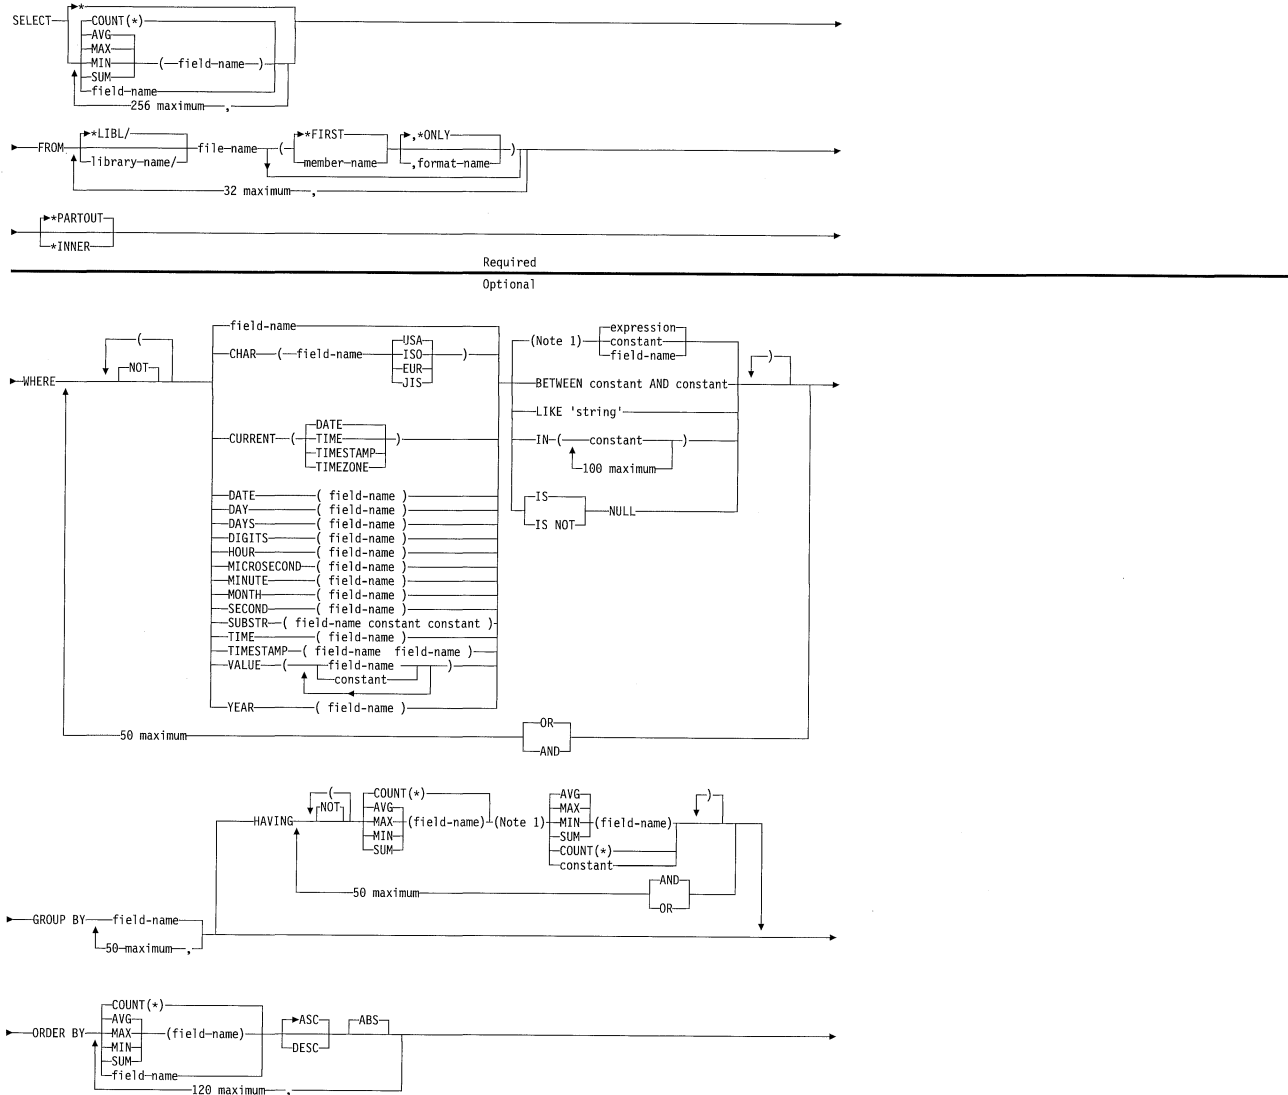 *
SELECT COUNT(*)
AVG
MAX
MIN ( field-name )
SUM
field-name
256 maximum ,
*LIBL/ *FIRST ,*ONLY
FROM file-name ( )
library-name/ member-name ,format-name
32 maximum ,
*PARTOUT
*INNER
Required
Optional
field-name
( USA
CHAR ( field-name ISO )
NOT EUR
WHERE JIS
(Note 1) expression
constant
field-name
)
BETWEEN constant AND constant
LIKE 'string'
DATE
CURRENT ( TIME )
TIMESTAMP
TIMEZONE
IN ( constant )
100 maximum
DATE ( field-name )
DAY ( field-name )
DAYS ( field-name )
IS
NULL
IS NOT
DIGITS ( field-name )
HOUR ( field-name )
MICROSECOND ( field-name )
MINUTE ( field-name )
MONTH ( field-name )
SECOND ( field-name )
SUBSTR ( field-name constant constant )
TIME ( field-name )
TIMESTAMP ( field-name field-name )
VALUE ( field-name )
constant
YEAR ( field-name )
50 maximum OR
AND
( COUNT(*) AVG )
NOT AVG MAX
HAVING MAX (field-name) (Note 1) MIN (field-name)
MIN SUM
SUM COUNT(*)
constant
50 maximum AND
OR
GROUP BY field-name
50 maximum ,
COUNT(*)
AVG ASC ABS
ORDER BY MAX (field-name)
MIN DESC
SUM
field-name
120 maximum ,